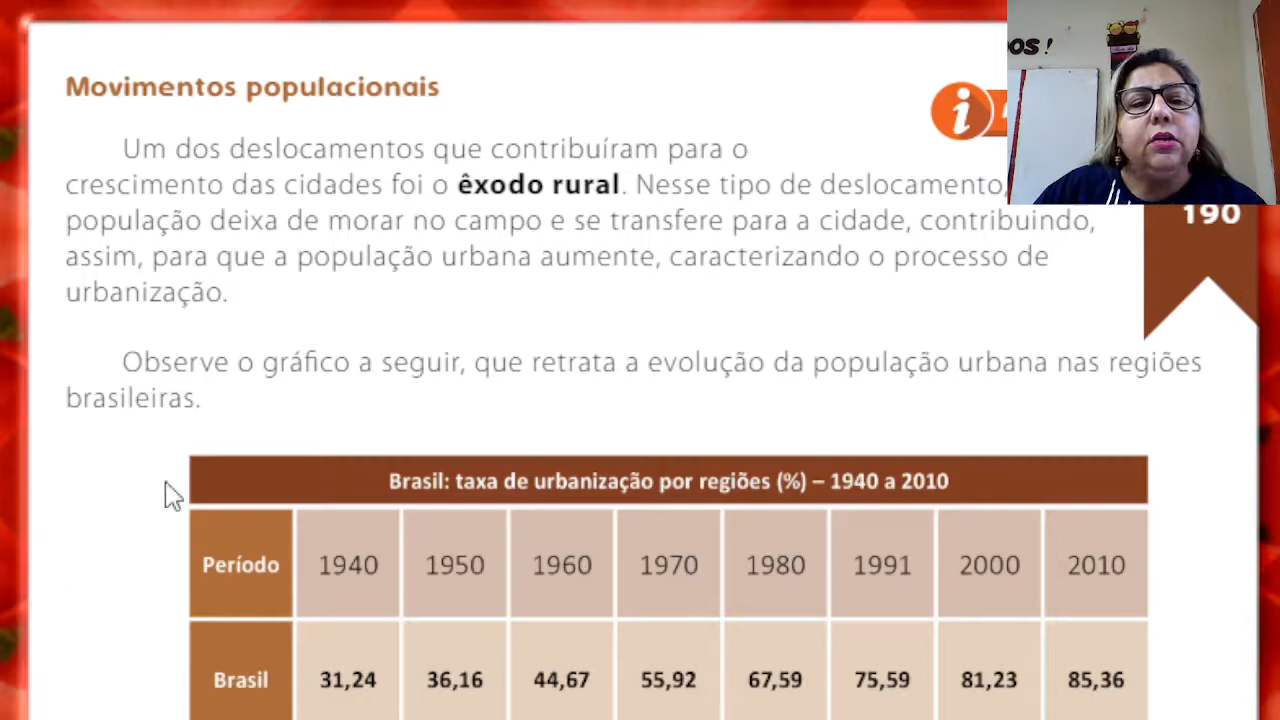 Movimentos populacionais
OS!
Um dos deslocamentos que contribuíram para o
crescimento das cidades foi o êxodo rural. Nesse tipo de deslocamento,
190
população deixa de morar no campo e se transfere para a cidade, contribuindo,
assim, para que a população urbana aumente, caracterizando o processo de
urbanização.
Observe o gráfico a seguir, que retrata a evolução da população urbana nas regiões
brasileiras.
Brasil: taxa de urbanização por regiões (%) – 1940 a 2010
Período 1940 1950 1960 1970 1980 1991 2000 2010
Brasil 31,24 36,16 44,67 55,92 67,59 75,59 81,23 85,36